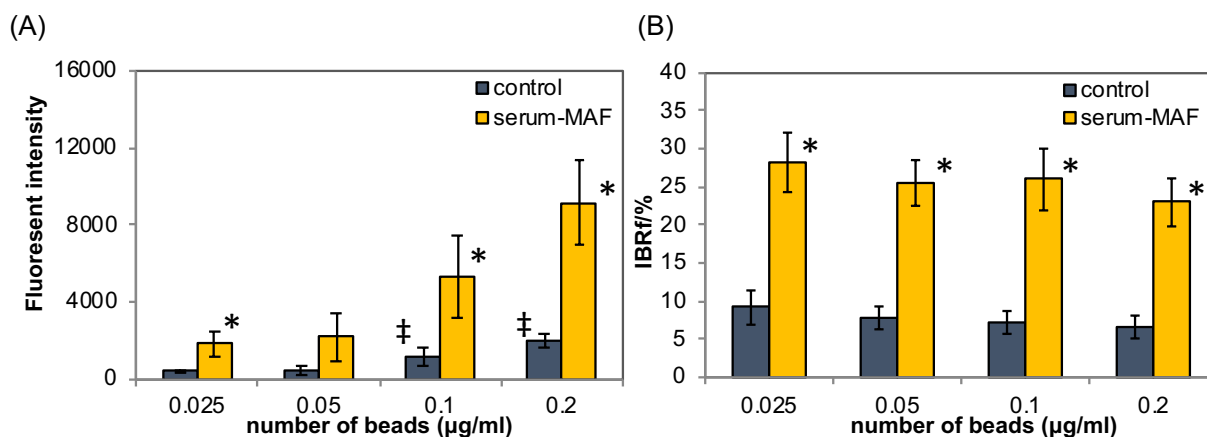 (A)
Fluoresent intensity
16000
12000
8000
4000
0
control
serum-MAF
*
*
*
‡
‡
0.025 0.05 0.1 0.2
number of beads (μg/ml)
(B)
IBRf/%
40
35
30
25
20
15
10
5
0
control
serum-MAF
*
*
*
*
0.025 0.05 0.1 0.2
number of beads (μg/ml)